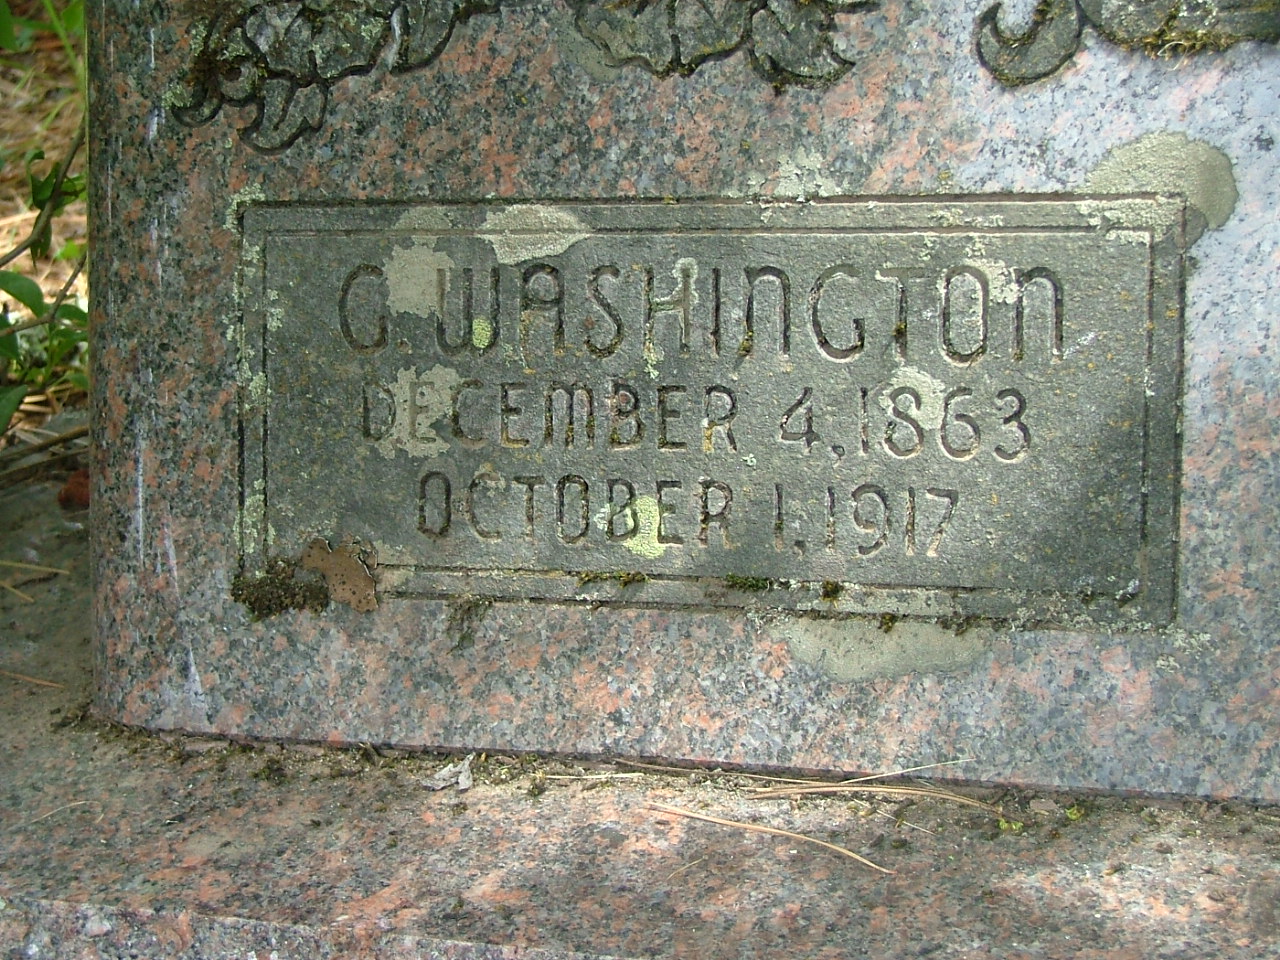 G. WASHINGTON
DECEMBER 4, 1863
OCTOBER 1, 1917